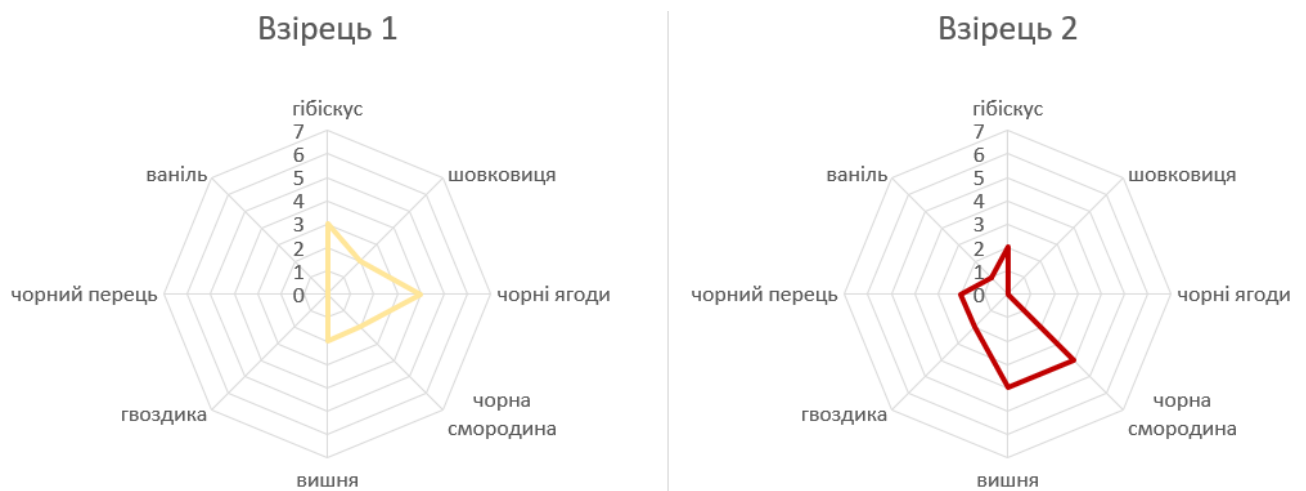 Взірець 1
гібіскус
7
6
5
4
3
2
1
0
ваніль
шовковиця
чорний перець
чорні ягоди
гвоздика
чорна
смородина
вишня
Взірець 2
гібіскус
7
6
5
4
3
2
1
0
ваніль
шовковиця
чорний перець
чорні ягоди
гвоздика
чорна
смородина
вишня